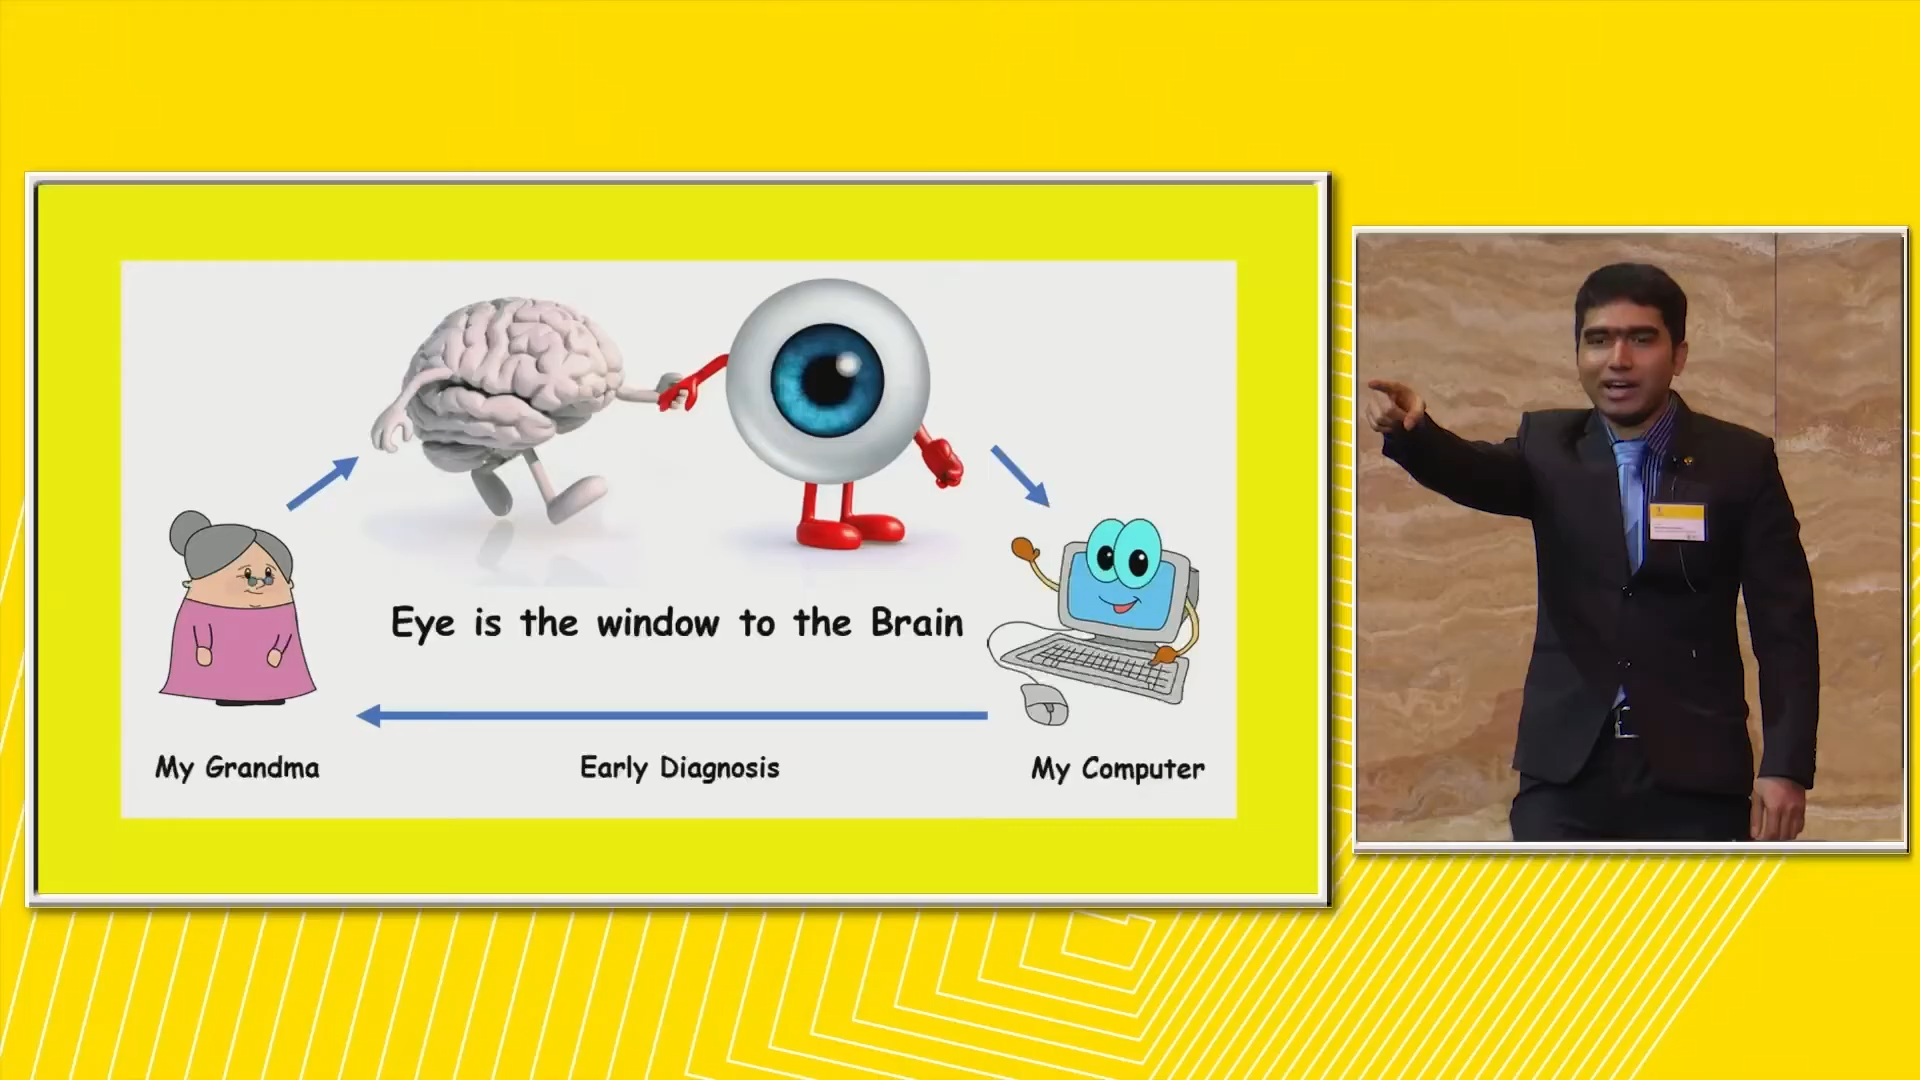 Eye is the window to the Brain
My Grandma
Early Diagnosis
My Computer